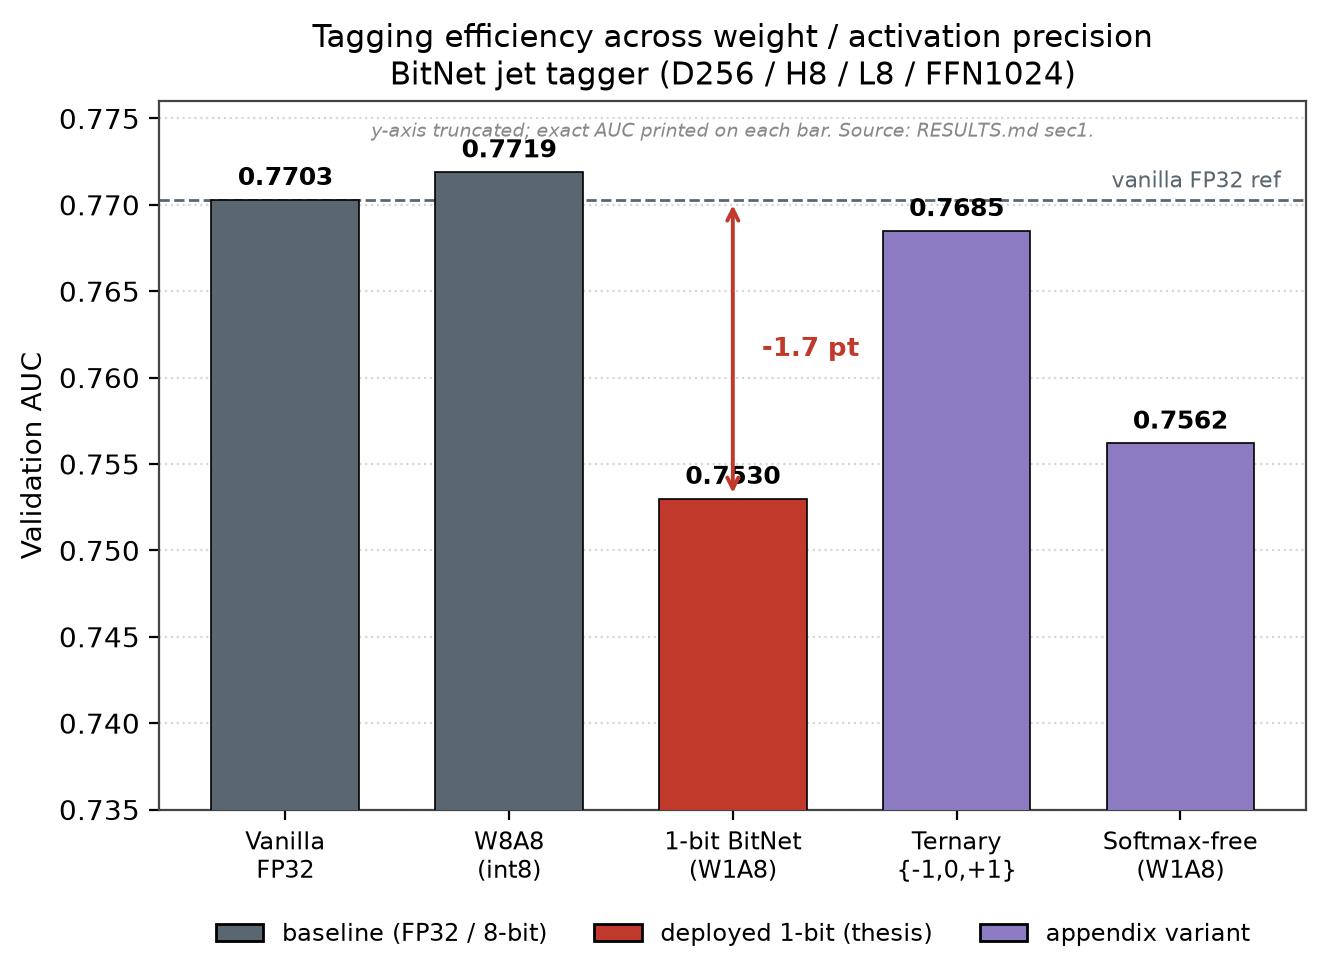 Tagging efficiency across weight / activation precision
BitNet jet tagger (D256 / H8 / L8 / FFN1024)
y-axis truncated; exact AUC printed on each bar. Source: RESULTS.md sec1.
0.7703
0.7719
vanilla FP32 ref
0.7685
-1.7 pt
0.7530
0.7562
Validation AUC
0.775
0.770
0.765
0.760
0.755
0.750
0.745
0.740
0.735
Vanilla
FP32
W8A8
(int8)
1-bit BitNet
(W1A8)
Ternary
{-1,0,+1}
Softmax-free
(W1A8)
baseline (FP32 / 8-bit)
deployed 1-bit (thesis)
appendix variant